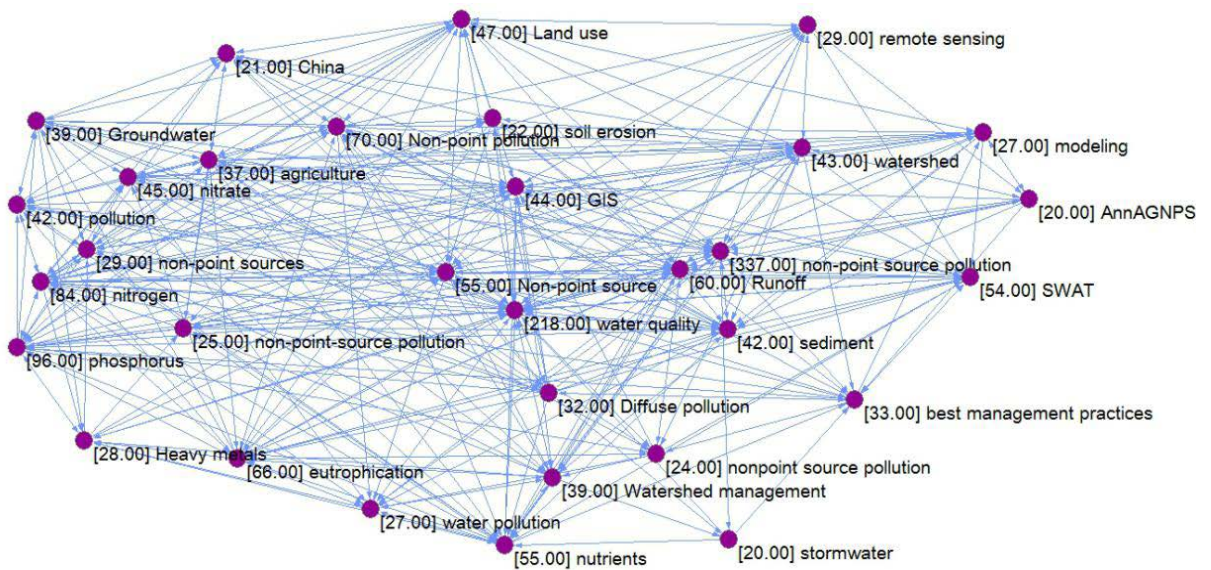 [47.00] Land use
[29.00] remote sensing
[21.00] China
[39.00] Groundwater
[70.00] Non-point pollution
[22.00] soil erosion
[43.00] watershed
[27.00] modeling
[37.00] agriculture
[45.00] nitrate
[44.00] GIS
[42.00] pollution
[20.00] AnnAGNPS
[29.00] non-point sources
[337.00] non-point source pollution
[84.00] nitrogen
[55.00] Non-point source
[60.00] Runoff
[54.00] SWAT
[218.00] water quality
[25.00] non-point-source pollution
[42.00] sediment
[96.00] phosphorus
[32.00] Diffuse pollution
[33.00] best management practices
[28.00] Heavy metals
[66.00] eutrophication
[24.00] nonpoint source pollution
[39.00] Watershed management
[27.00] water pollution
[55.00] nutrients
[20.00] stormwater